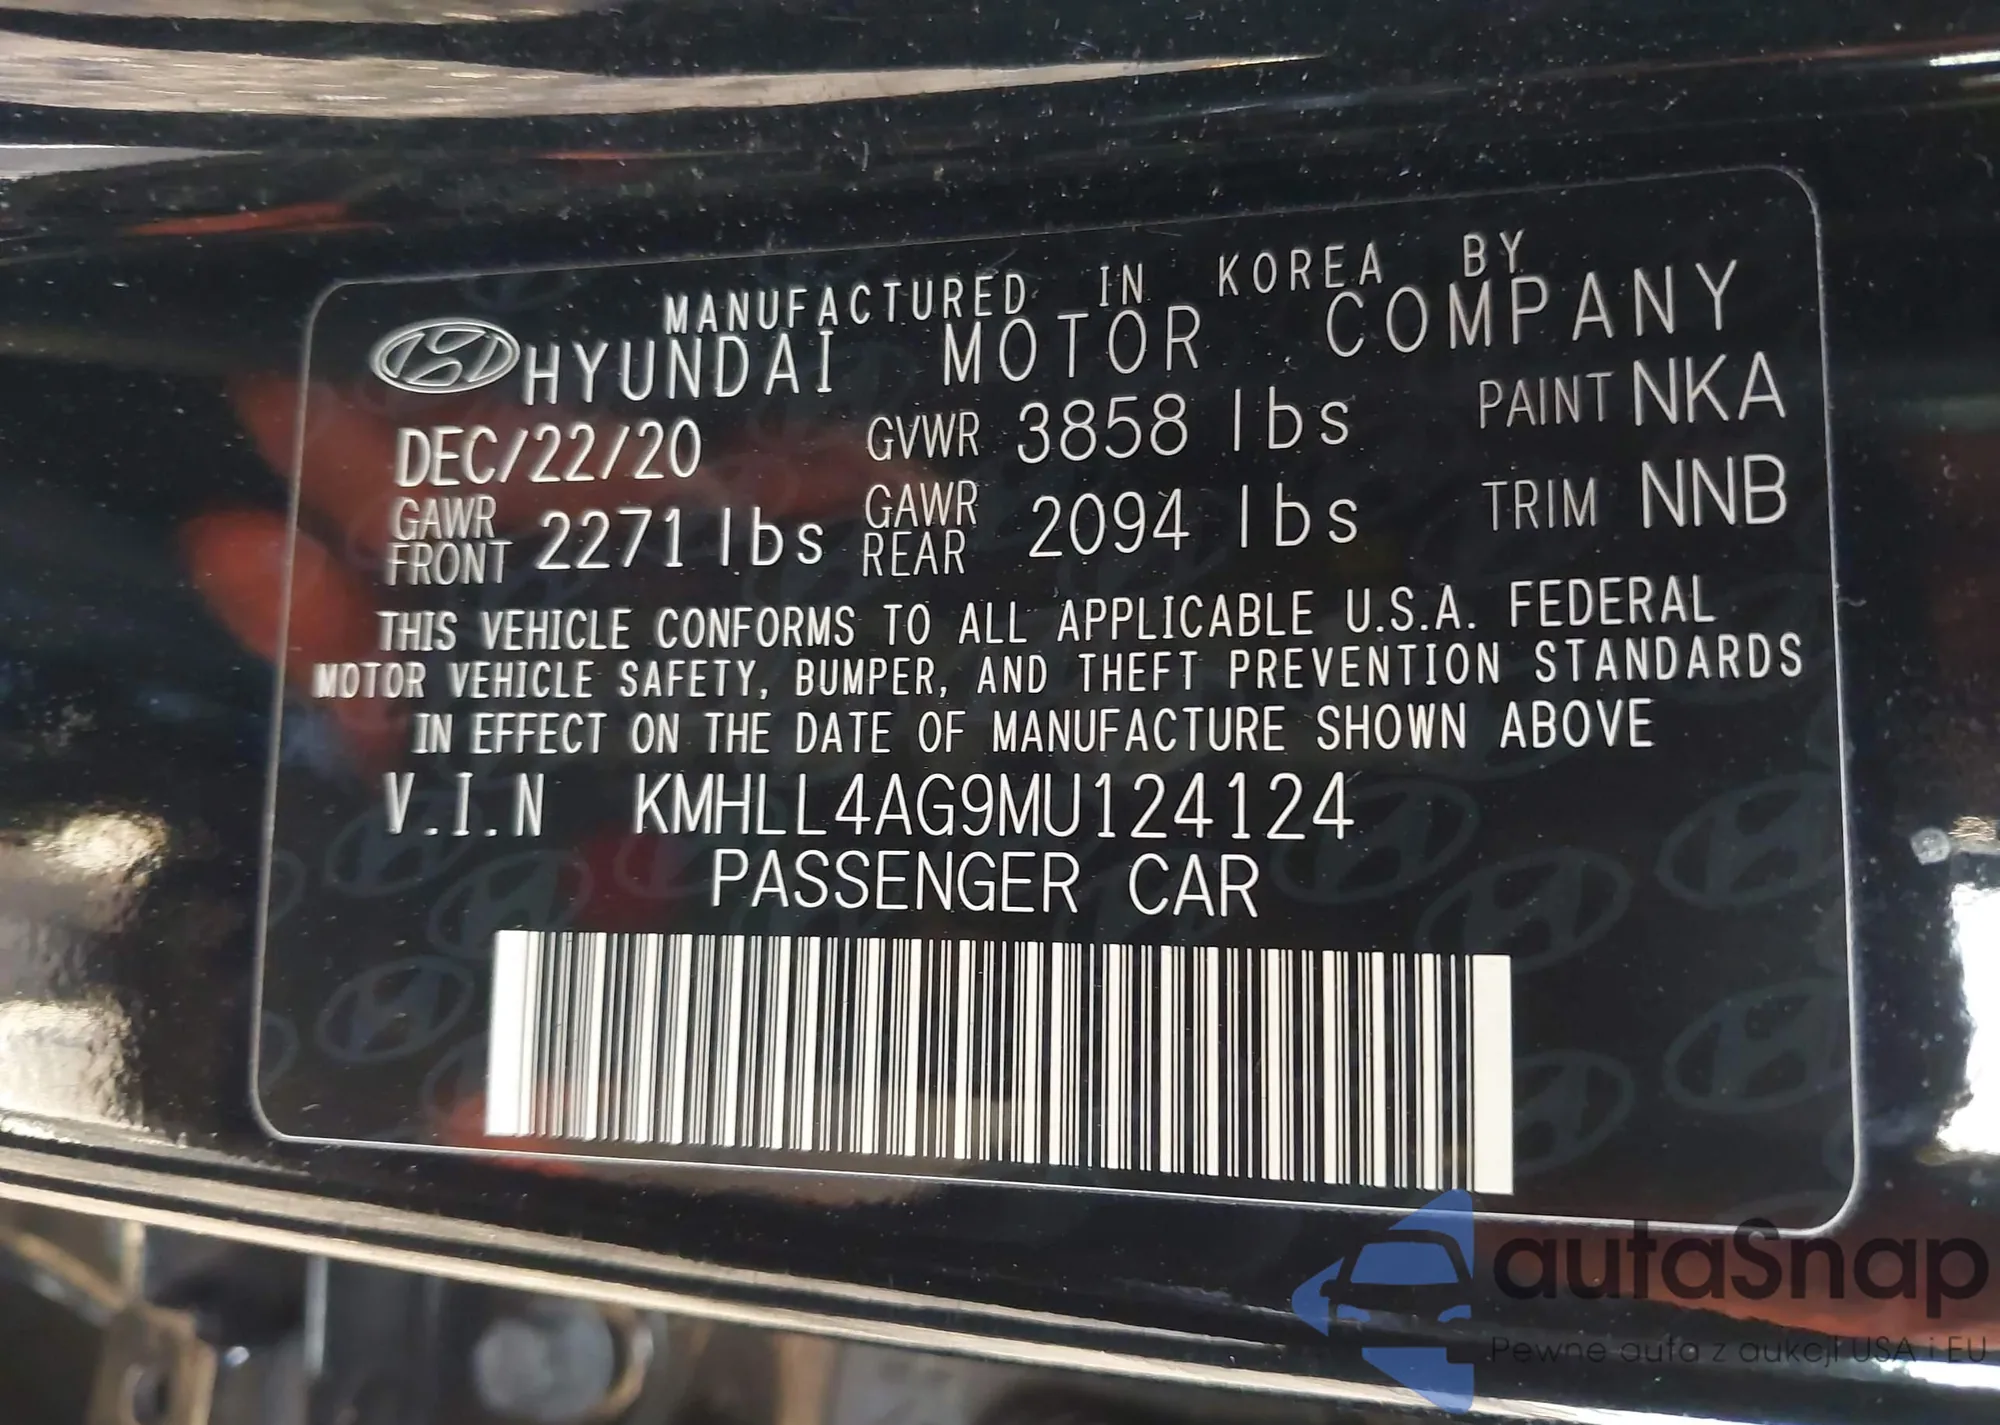 MANUFACTURED IN KOREA BY
HYUNDAI MOTOR COMPANY
DEC/22/20 GVWR 3858 lbs PAINT NKA
GAWR FRONT 2271 lbs GAWR REAR 2094 lbs TRIM NNB
THIS VEHICLE CONFORMS TO ALL APPLICABLE U.S.A. FEDERAL
MOTOR VEHICLE SAFETY, BUMPER, AND THEFT PREVENTION STANDARDS
IN EFFECT ON THE DATE OF MANUFACTURE SHOWN ABOVE
V.I.N KMHLL4AG9MU124124
PASSENGER CAR
autaSnap
Pewne auta z aukcji USA i EU